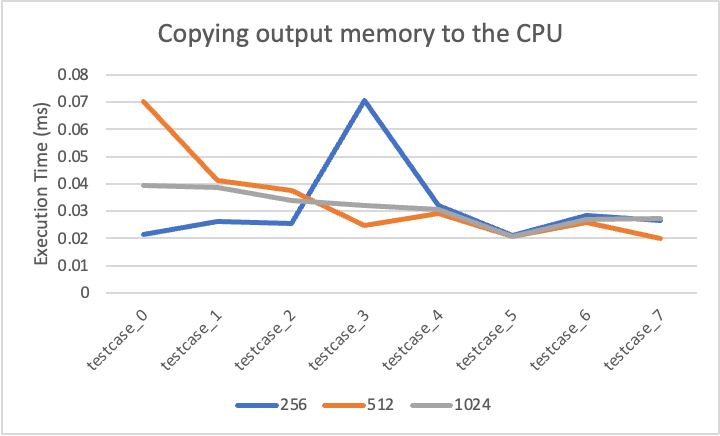 Copying output memory to the CPU
Execution Time (ms)
0.08
0.07
0.06
0.05
0.04
0.03
0.02
0.01
0
testcase_0
testcase_1
testcase_2
testcase_3
testcase_4
testcase_5
testcase_6
testcase_7
256 512 1024